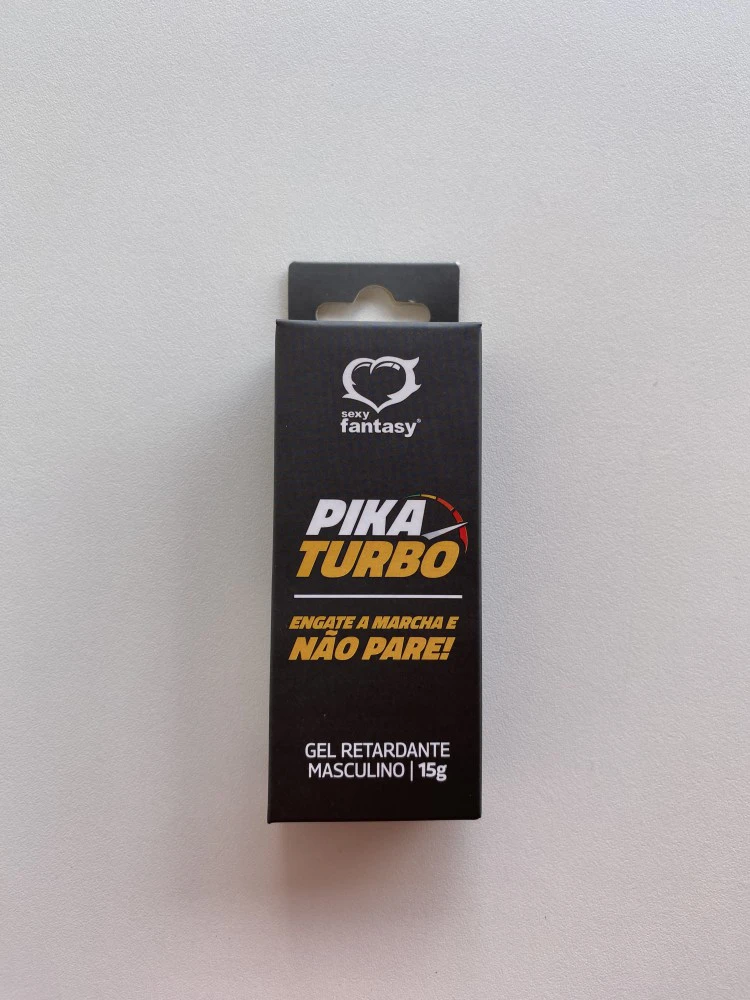 sexy
fantasy®
PIKA
TURBO
ENGATE A MARCHA E
NÃO PARE!
GEL RETARDANTE
MASCULINO | 15g